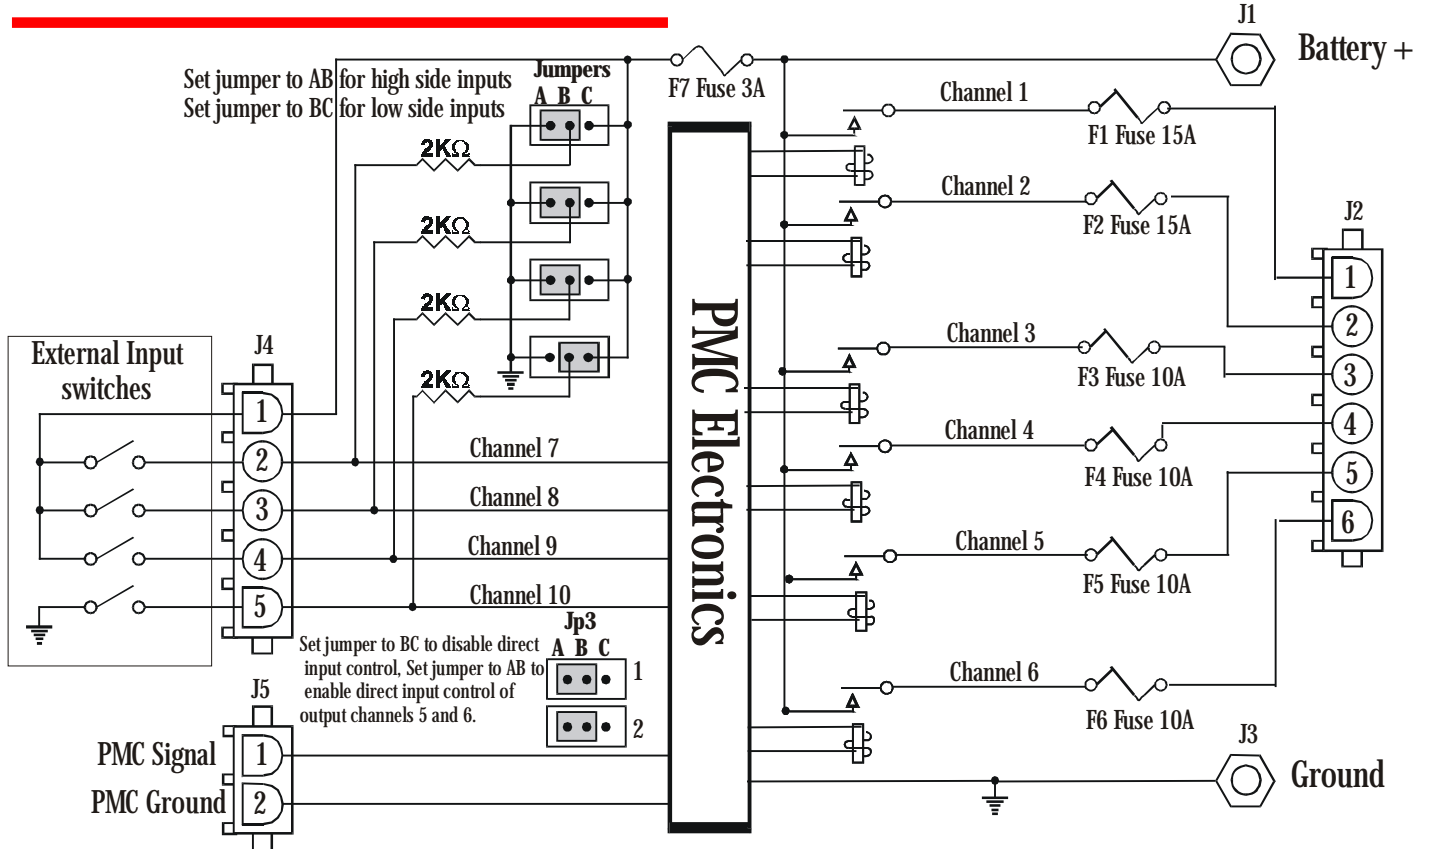 J1
Battery +
Set jumper to AB for high side inputs
Set jumper to BC for low side inputs
Jumpers
A B C
F7 Fuse 3A
Channel 1
F1 Fuse 15A
2KΩ
Channel 2
F2 Fuse 15A
J2
2KΩ
1
2KΩ
2
Channel 3
F3 Fuse 10A
3
External Input
switches
J4
2KΩ
PMC Electronics
1
Channel 4
F4 Fuse 10A
4
2
Channel 7
5
3
Channel 8
6
4
Channel 9
Channel 5
F5 Fuse 10A
5
Channel 10
Jp3
A B C
Set jumper to BC to disable direct
input control, Set jumper to AB to
enable direct input control of
output channels 5 and 6.
1
2
Channel 6
F6 Fuse 10A
J5
PMC Signal
1
PMC Ground
2
J3
Ground